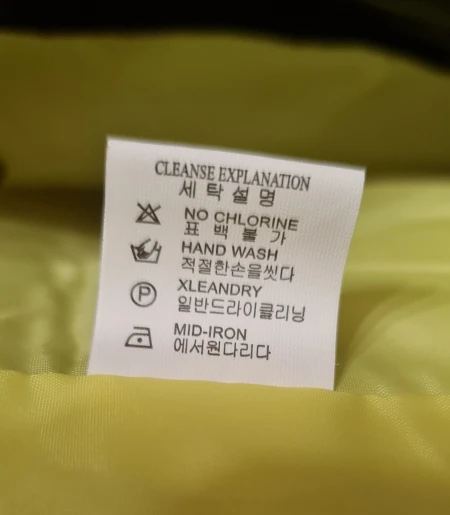 CLEANSE EXPLANATION
세탁설명
NO CHLORINE
표 백 불 가
HAND WASH
적절한손을씻다
P
XLEANDRY
일반드라이클리닝
MID-IRON
에서원다리다